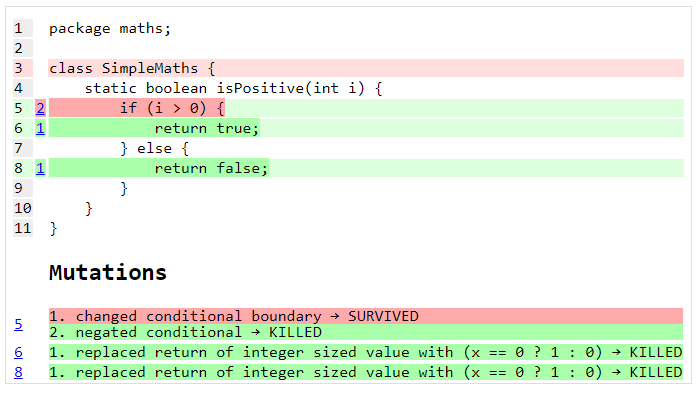 1 package maths;
2
3 class SimpleMaths {
4 static boolean isPositive(int i) {
5 2 if (i > 0) {
6 1 return true;
7 } else {
8 1 return false;
9 }
10 }
11 }
Mutations
5 1. changed conditional boundary → SURVIVED
2. negated conditional → KILLED
6 1. replaced return of integer sized value with (x == 0 ? 1 : 0) → KILLED
8 1. replaced return of integer sized value with (x == 0 ? 1 : 0) → KILLED